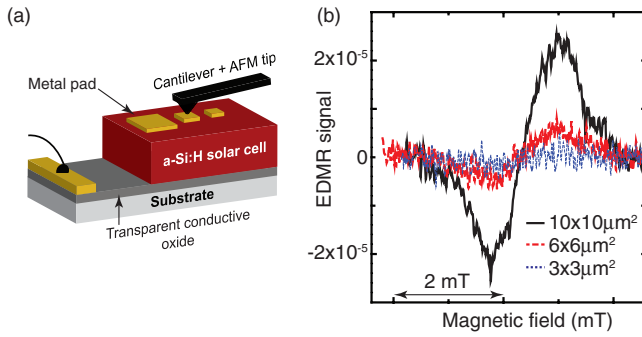 (a)
Cantilever + AFM tip
Metal pad
a-Si:H solar cell
Substrate
Transparent conductive
oxide
(b)
EDMR signal
2x10⁻⁵
0
-2x10⁻⁵
10x10μm²
6x6μm²
3x3μm²
2 mT
Magnetic field (mT)